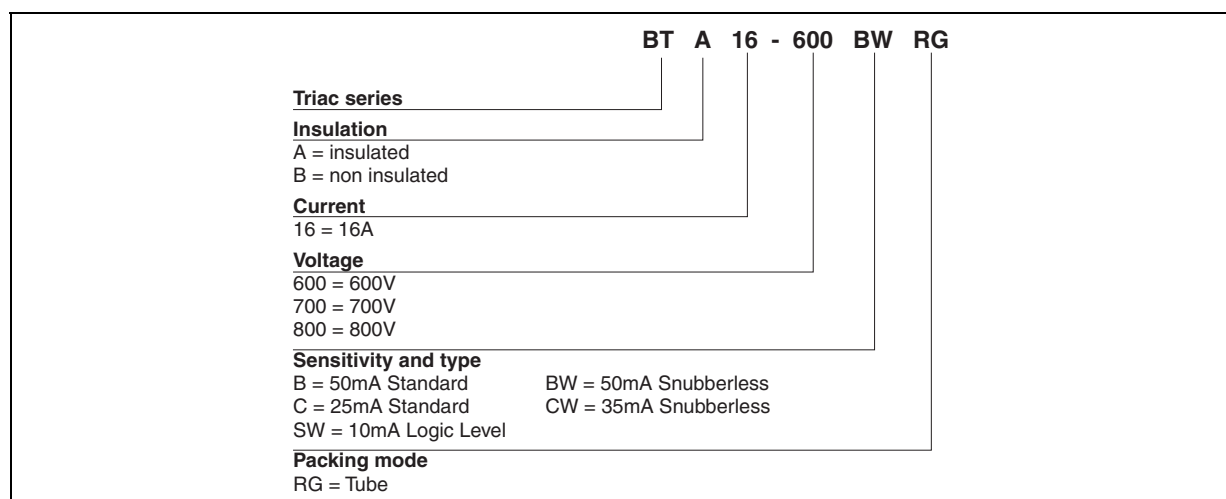 BT A 16 - 600 BW RG
Triac series
Insulation
A = insulated
B = non insulated
Current
16 = 16A
Voltage
600 = 600V
700 = 700V
800 = 800V
Sensitivity and type
B = 50mA Standard BW = 50mA Snubberless
C = 25mA Standard CW = 35mA Snubberless
SW = 10mA Logic Level
Packing mode
RG = Tube